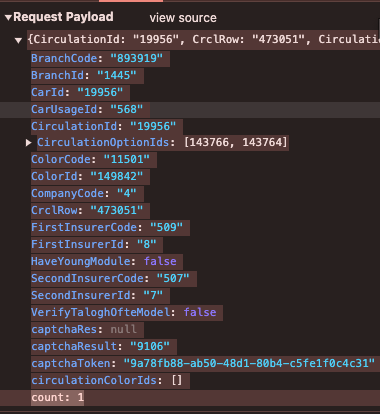 ▼Request Payload view source
▼ {CirculationId: "19956", CrclRow: "473051", Circulati
BranchCode: "893919"
BranchId: "1445"
CarId: "19956"
CarUsageId: "568"
CirculationId: "19956"
▶ CirculationOptionIds: [143766, 143764]
ColorCode: "11501"
ColorId: "149842"
CompanyCode: "4"
CrclRow: "473051"
FirstInsurerCode: "509"
FirstInsurerId: "8"
HaveYoungModule: false
SecondInsurerCode: "507"
SecondInsurerId: "7"
VerifyTaloghOfteModel: false
captchaRes: null
captchaResult: "9106"
captchaToken: "9a78fb88-ab50-48d1-80b4-c5fe1f0c4c31"
circulationColorIds: []
count: 1